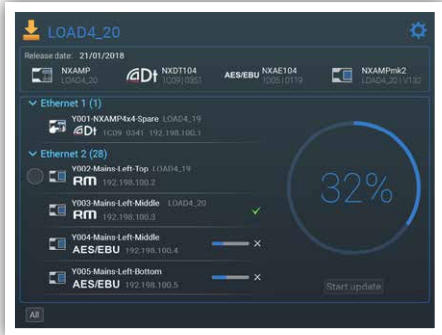 LOAD4_20
Release date: 21/01/2018
NXAMP
LOAD4_20
Dt NXDT104
1C09 | 0351
AES/EBU NXAE104
1005 | 0119
NXAMPmk2
LOAD4_20 | V132
Ethernet 1 (1)
Y001-NXAMP4x4-Spare LOAD4_19
Dt 1C09 0341 192.198.100.1
Ethernet 2 (28)
Y002-Mains-Left-Top LOAD4_19
RM 192.198.100.2
Y003-Mains-Left-Middle LOAD4_20
RM 192.198.100.3
Y004-Mains-Left-Middle
AES/EBU 192.198.100.4
Y005-Mains-Left-Bottom
AES/EBU 192.198.100.5
32%
Start update
All